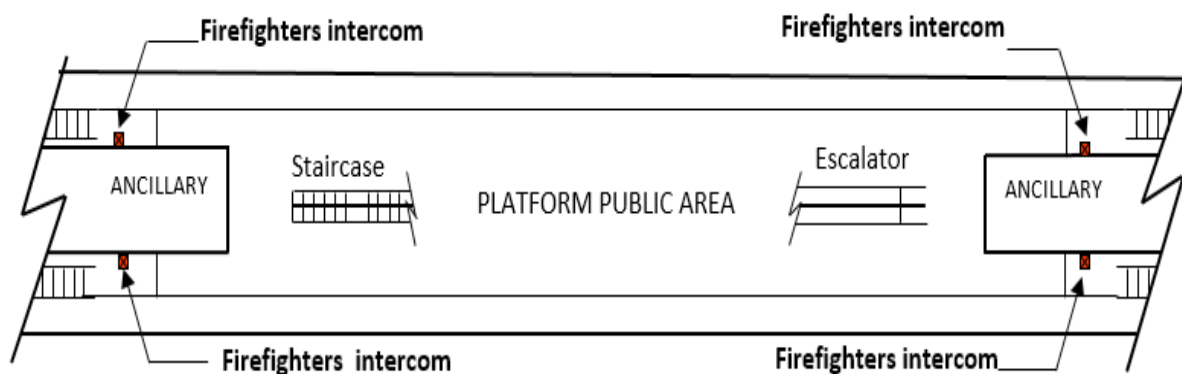 Firefighters intercom
Firefighters intercom
Staircase
Escalator
ANCILLARY
PLATFORM PUBLIC AREA
ANCILLARY
Firefighters intercom
Firefighters intercom